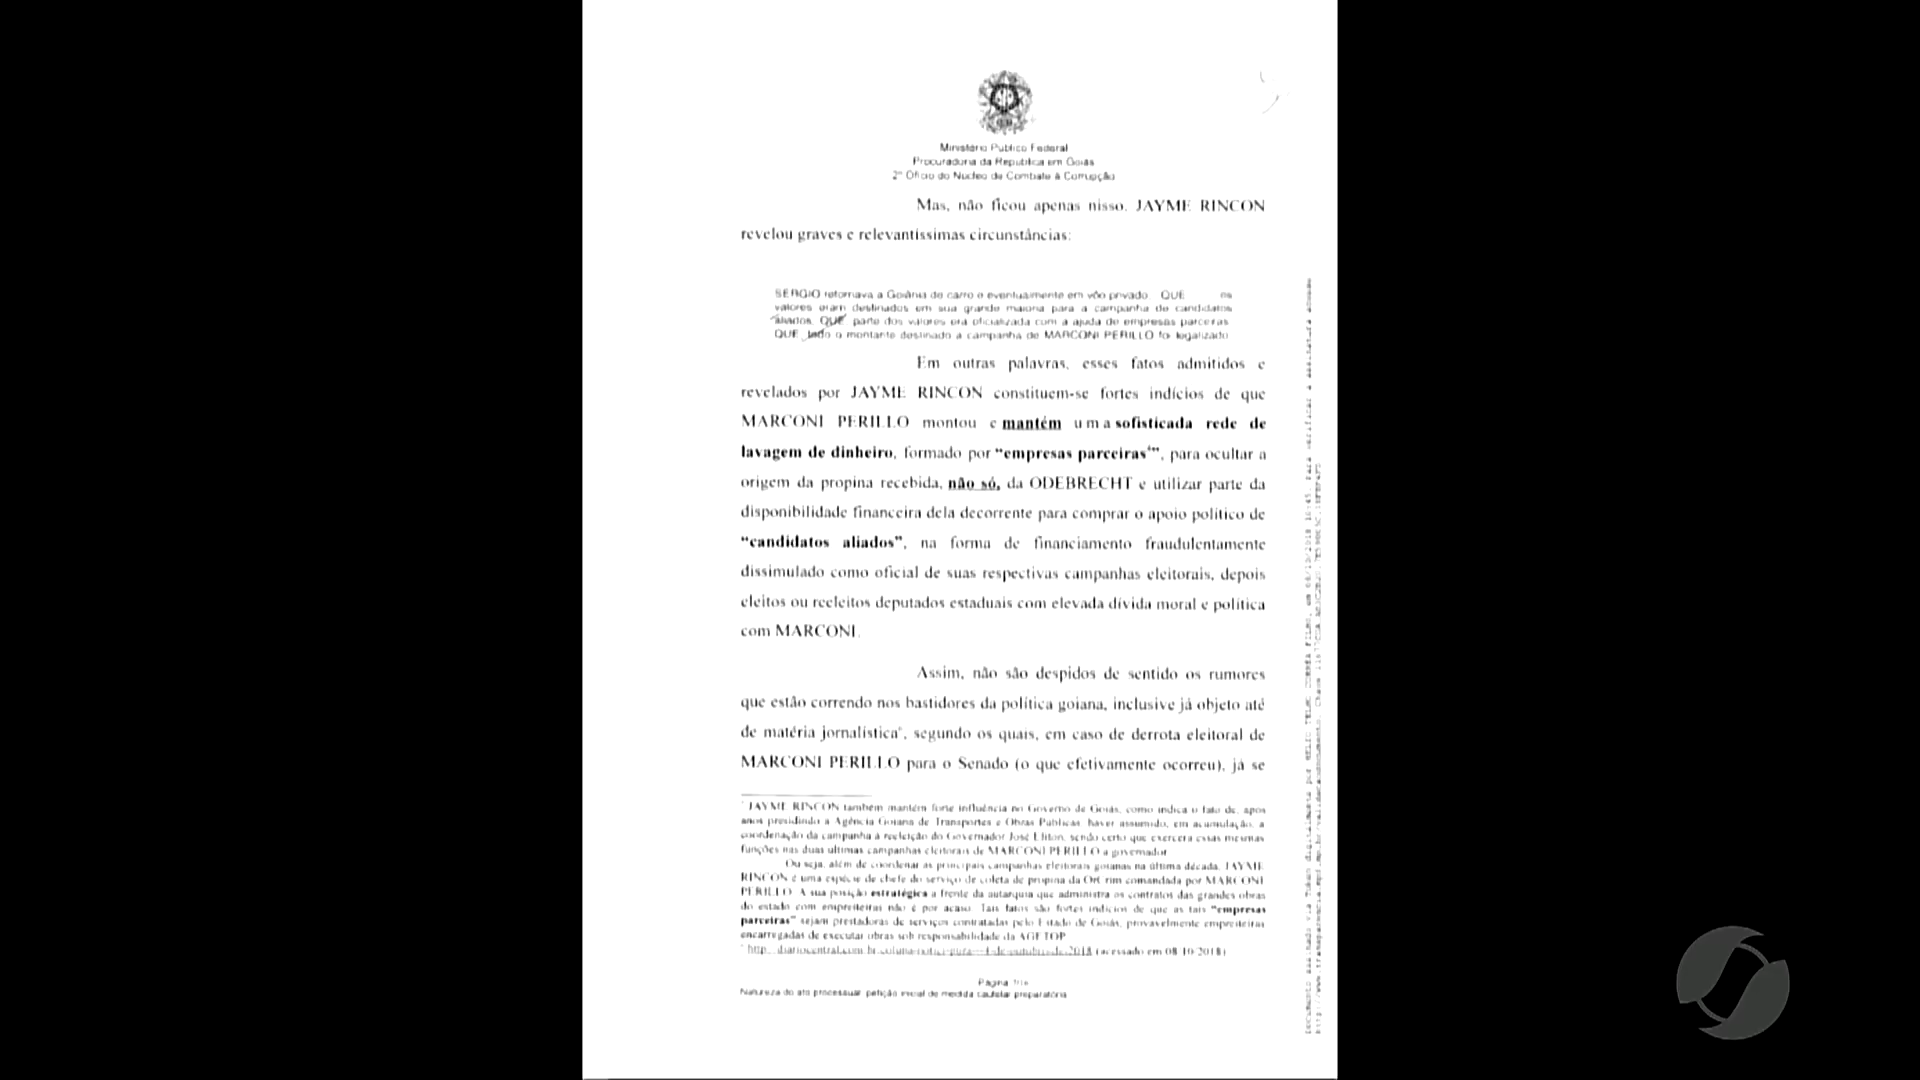 Ministério Público Federal
Procuradoria da República em Goiás
2º Ofício do Núcleo de Combate à Corrupção
Mas, não ficou apenas nisso. JAYME RINCON
revelou graves e relevantíssimas circunstâncias:
SÉRGIO retornava a Goiânia de carro e eventualmente em vôo privado QUE os
valores eram destinados em sua grande maioria para a campanha de candidatos
aliados QUE parte dos valores era oficializada com a ajuda de empresas parceiras
QUE todo o montante destinado a campanha de MARCONI PERILLO foi legalizado
Em outras palavras, esses fatos admitidos e
revelados por JAYME RINCON constituem-se fortes indícios de que
MARCONI PERILLO montou e mantém uma sofisticada rede de
lavagem de dinheiro, formado por “empresas parceiras”, para ocultar a
origem da propina recebida, não só, da ODEBRECHT e utilizar parte da
disponibilidade financeira dela decorrente para comprar o apoio político de
“candidatos aliados”, na forma de financiamento fraudulentamente
dissimulado como oficial de suas respectivas campanhas eleitorais, depois
eleitos ou reeleitos deputados estaduais com elevada dívida moral e política
com MARCONI.
Assim, não são despidos de sentido os rumores
que estão correndo nos bastidores da política goiana, inclusive já objeto até
de matéria jornalística, segundo os quais, em caso de derrota eleitoral de
MARCONI PERILLO para o Senado (o que efetivamente ocorreu), já se
JAYME RINCON também mantém forte influência no Governo de Goiás, como indica o fato de, após
anos presidindo a Agência Goiana de Transportes e Obras Públicas, haver assumido, em acumulação, a
coordenação da campanha à reeleição do Governador José Eliton, sendo certo que exercera essas mesmas
funções nas duas ultimas campanhas eleitorais de MARCONI PERILLO a governador
Ou seja, além de coordenar as principais campanhas eleitorais goianas na última década, JAYME
RINCON é uma espécie de chefe do serviço de coleta de propina da Orcrim comandada por MARCONI
PERILLO. A sua posição estratégica a frente da autarquia que administra os contratos das grandes obras
do estado com empreiteiras não é por acaso. Tais fatos são fortes indícios de que as tais “empresas
parceiras” sejam prestadoras de serviços contratadas pelo Estado de Goiás, provavelmente empreiteiras
encarregadas de executar obras sob responsabilidade da AGETOP
(acessado em 08-10-2018)
Página
Natureza do ato processual: petição inicial de medida cautelar preparatória